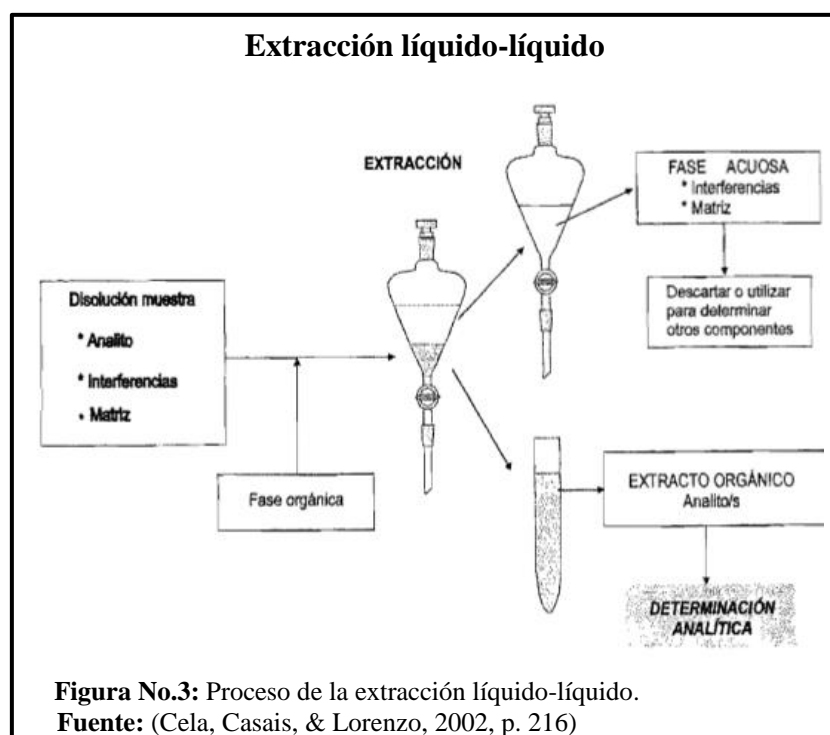 Extracción líquido-líquido
EXTRACCIÓN
Disolución muestra
* Analito
* Interferencias
* Matriz
Fase orgánica
FASE ACUOSA
* Interferencias
* Matriz
Descartar o utilizar
para determinar
otros componentes
EXTRACTO ORGÁNICO
Analito/s
DETERMINACIÓN
ANALÍTICA
Figura No.3: Proceso de la extracción líquido-líquido.
Fuente: (Cela, Casais, & Lorenzo, 2002, p. 216)